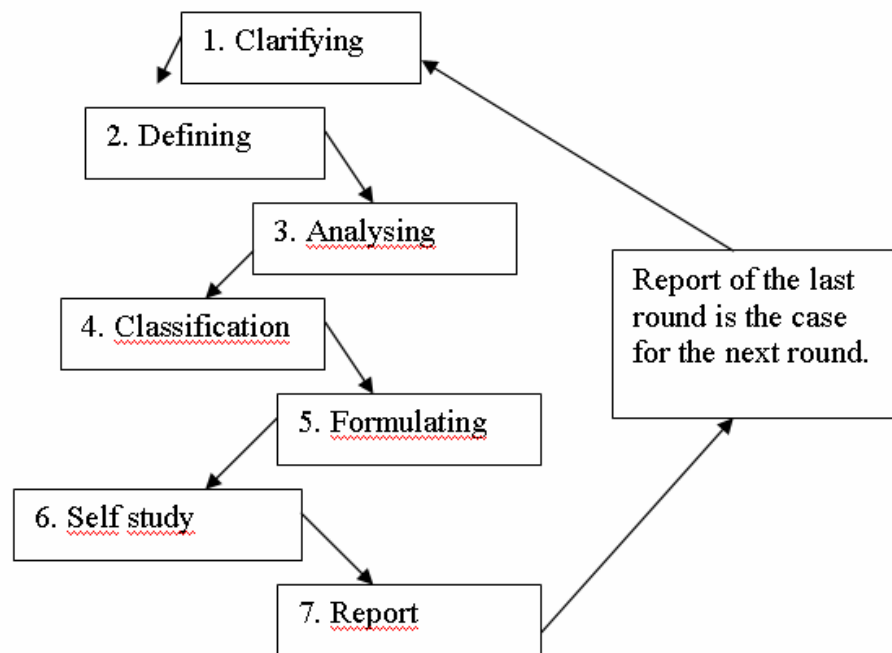 1. Clarifying
2. Defining
3. Analysing
4. Classification
5. Formulating
6. Self study
7. Report
Report of the last
round is the case
for the next round.